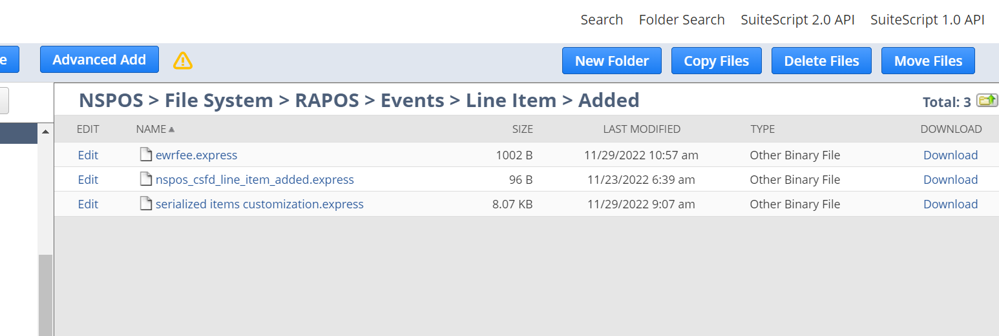 Search Folder Search SuiteScript 2.0 API SuiteScript 1.0 API
e Advanced Add New Folder Copy Files Delete Files Move Files
NSPOS > File System > RAPOS > Events > Line Item > Added Total: 3
EDIT NAME SIZE LAST MODIFIED TYPE DOWNLOAD
Edit ewrfee.express 1002 B 11/29/2022 10:57 am Other Binary File Download
Edit nspos_csfd_line_item_added.express 96 B 11/23/2022 6:39 am Other Binary File Download
Edit serialized items customization.express 8.07 KB 11/29/2022 9:07 am Other Binary File Download